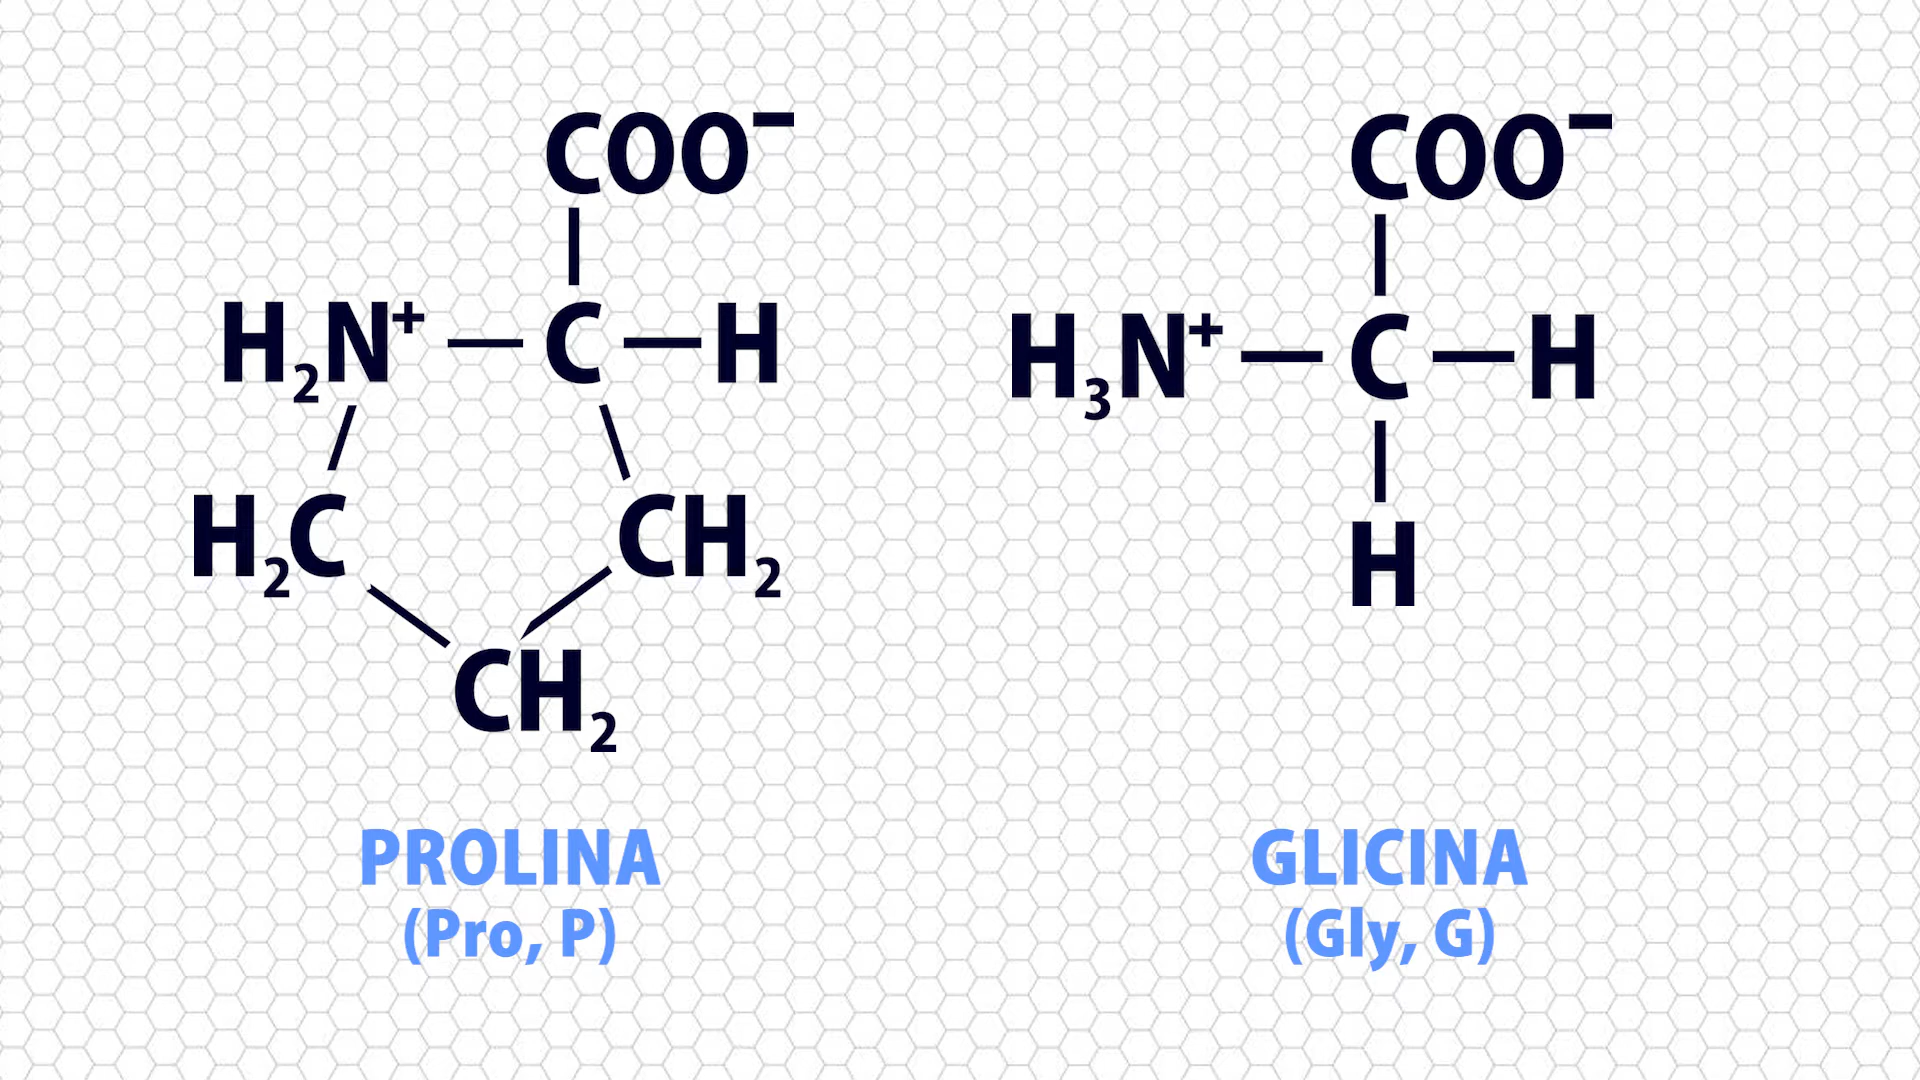 COO⁻
H₂N⁺ — C — H
H₂C CH₂
CH₂
PROLINA
(Pro, P)
COO⁻
H₃N⁺ — C — H
H
GLICINA
(Gly, G)